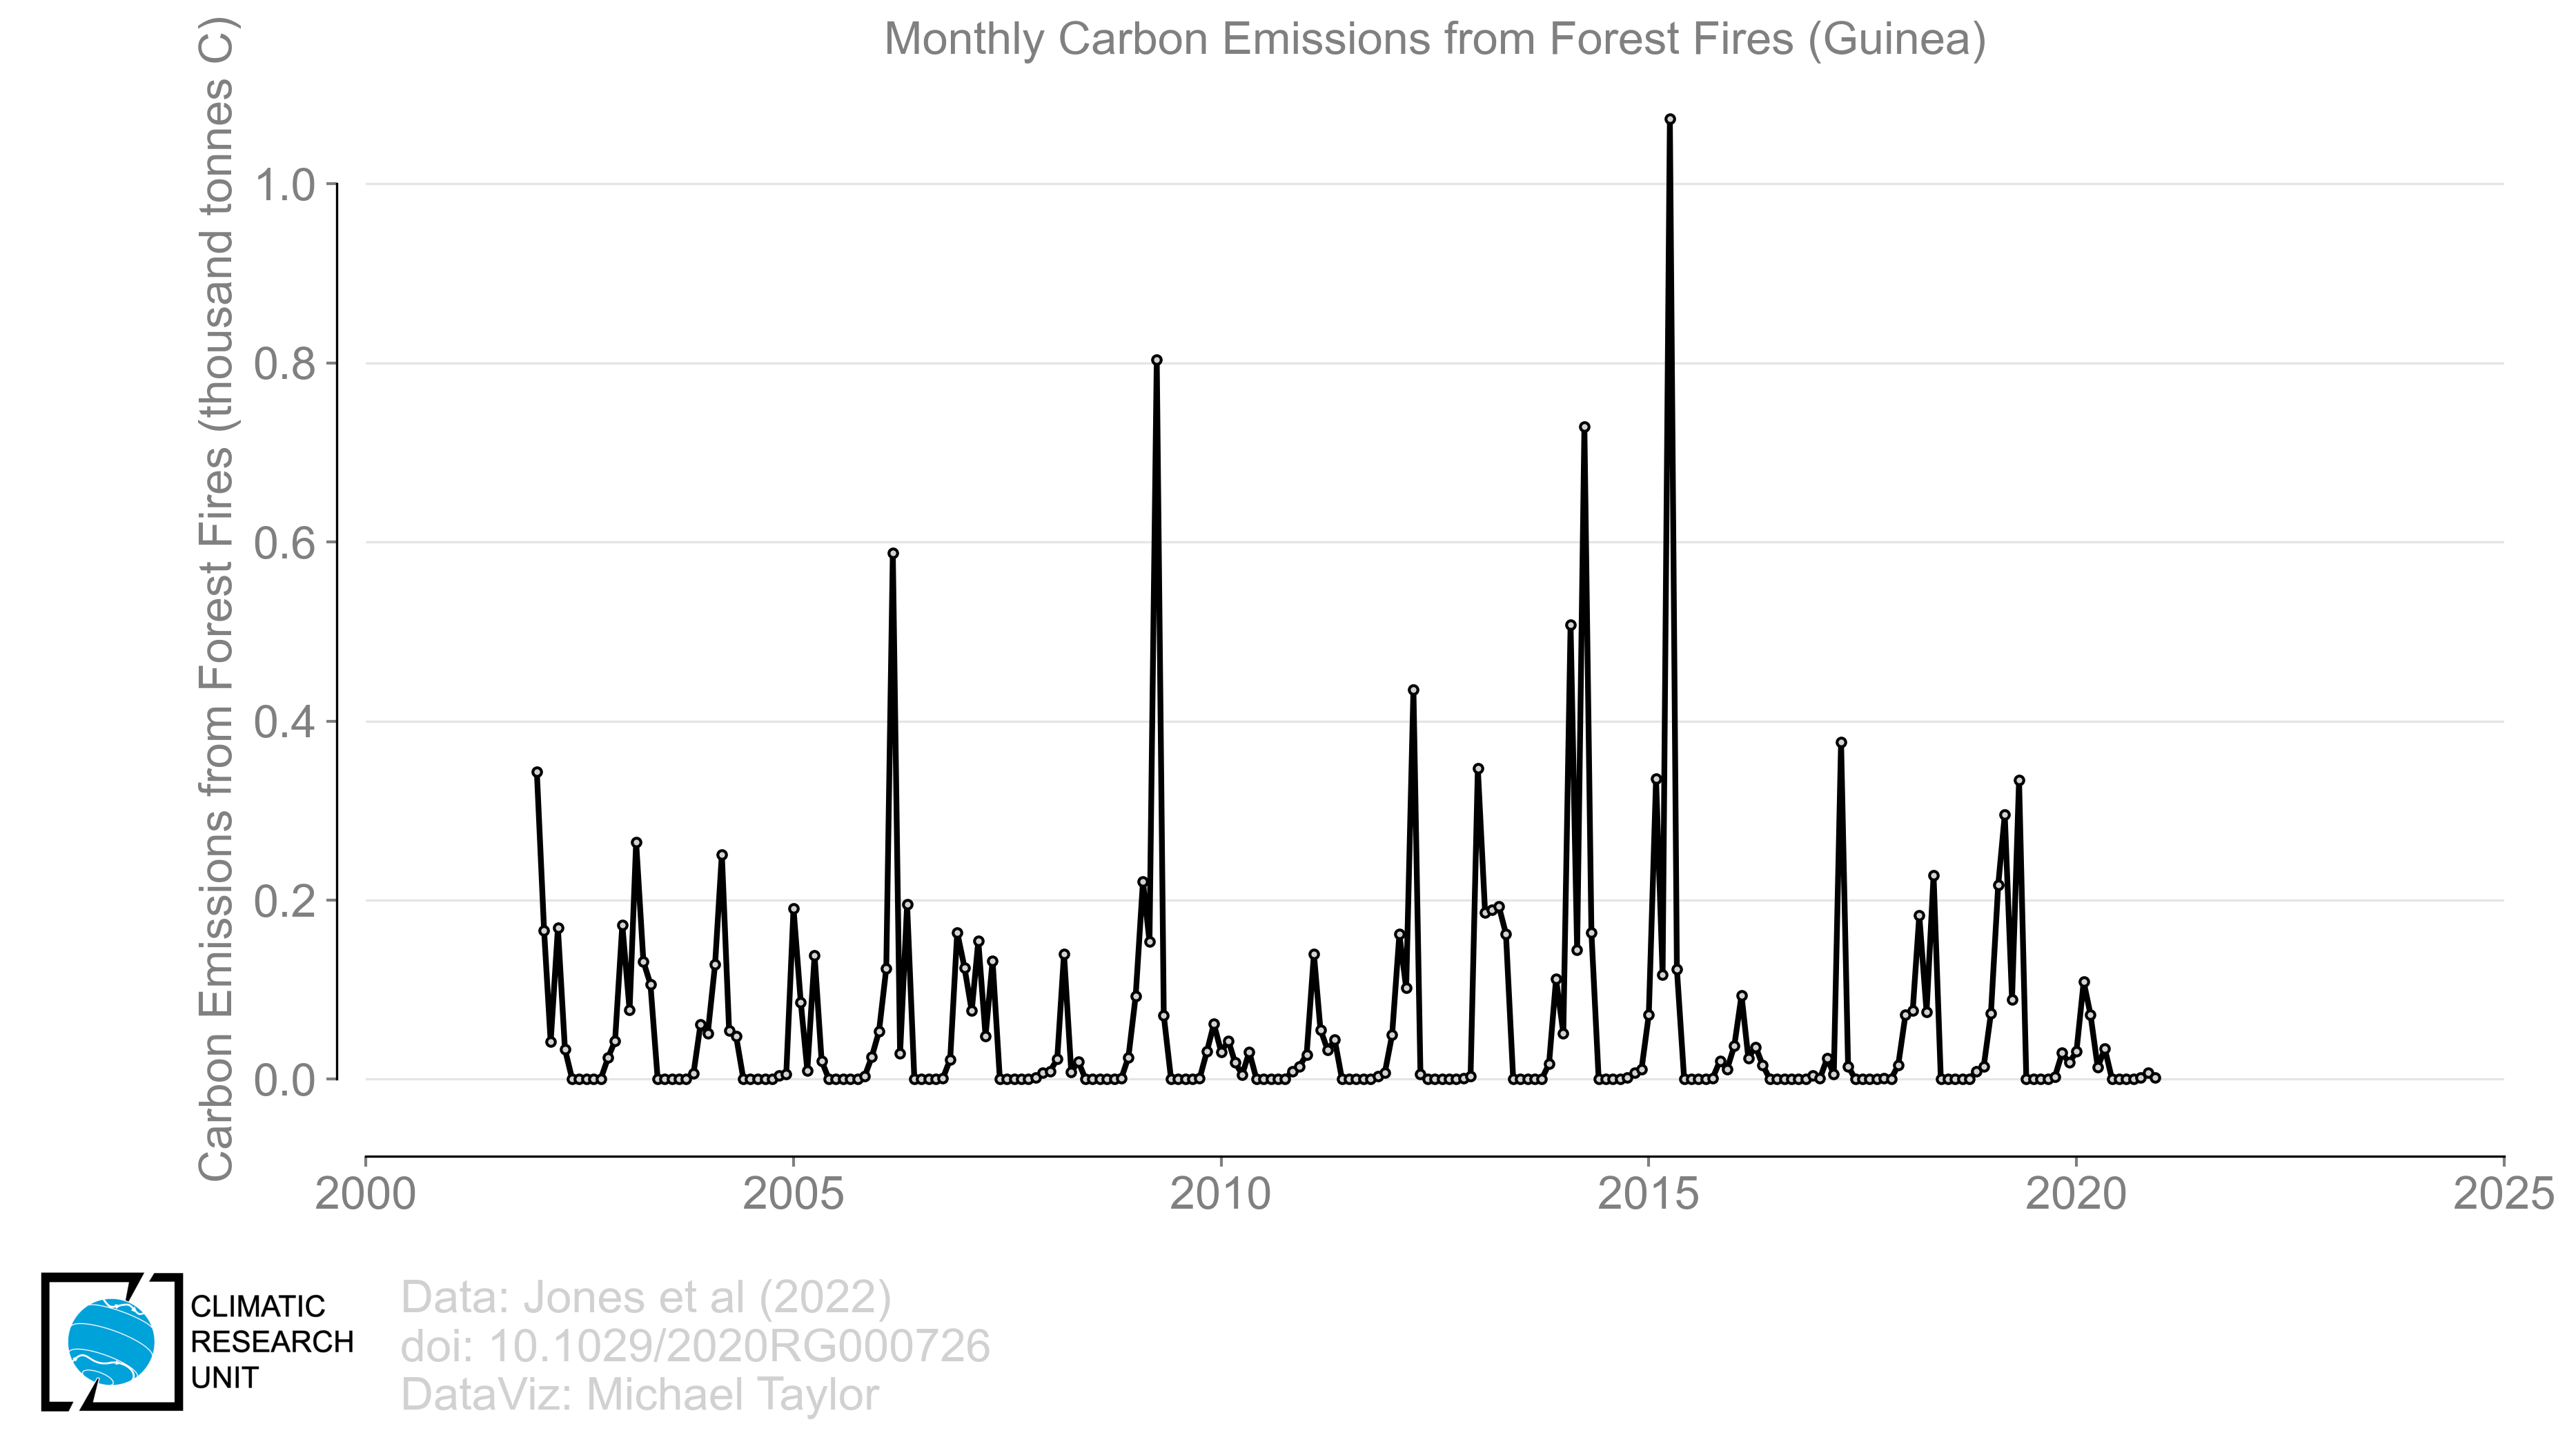 Monthly Carbon Emissions from Forest Fires (Guinea)
Carbon Emissions from Forest Fires (thousand tonnes C)
1.0
0.8
0.6
0.4
0.2
0.0
2000
2005
2010
2015
2020
2025
CLIMATIC
RESEARCH
UNIT
Data: Jones et al (2022)
doi: 10.1029/2020RG000726
DataViz: Michael Taylor